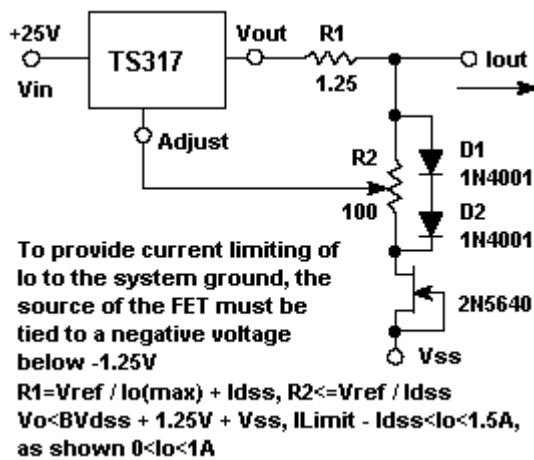 +25V
Vin
TS317
Vout
R1
1.25
Iout
Adjust
R2
100
D1
1N4001
D2
1N4001
2N5640
Vss
To provide current limiting of
Io to the system ground, the
source of the FET must be
tied to a negative voltage
below -1.25V
R1=Vref / Io(max) + Idss, R2<=Vref / Idss
Vo<BVdss + 1.25V + Vss, ILimit - Idss<Io<1.5A,
as shown 0<Io<1A